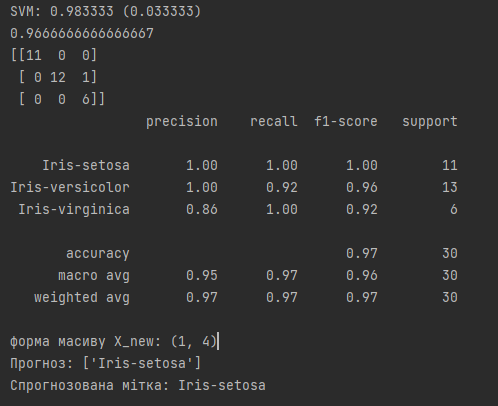 SVM: 0.983333 (0.033333)
0.9666666666666667
[[11  0  0]
 [ 0 12  1]
 [ 0  0  6]]
                 precision    recall  f1-score   support

    Iris-setosa       1.00      1.00      1.00        11
Iris-versicolor       1.00      0.92      0.96        13
 Iris-virginica       0.86      1.00      0.92         6

       accuracy                           0.97        30
      macro avg       0.95      0.97      0.96        30
   weighted avg       0.97      0.97      0.97        30

форма масиву X_new: (1, 4)
Прогноз: ['Iris-setosa']
Спрогнозована мітка: Iris-setosa